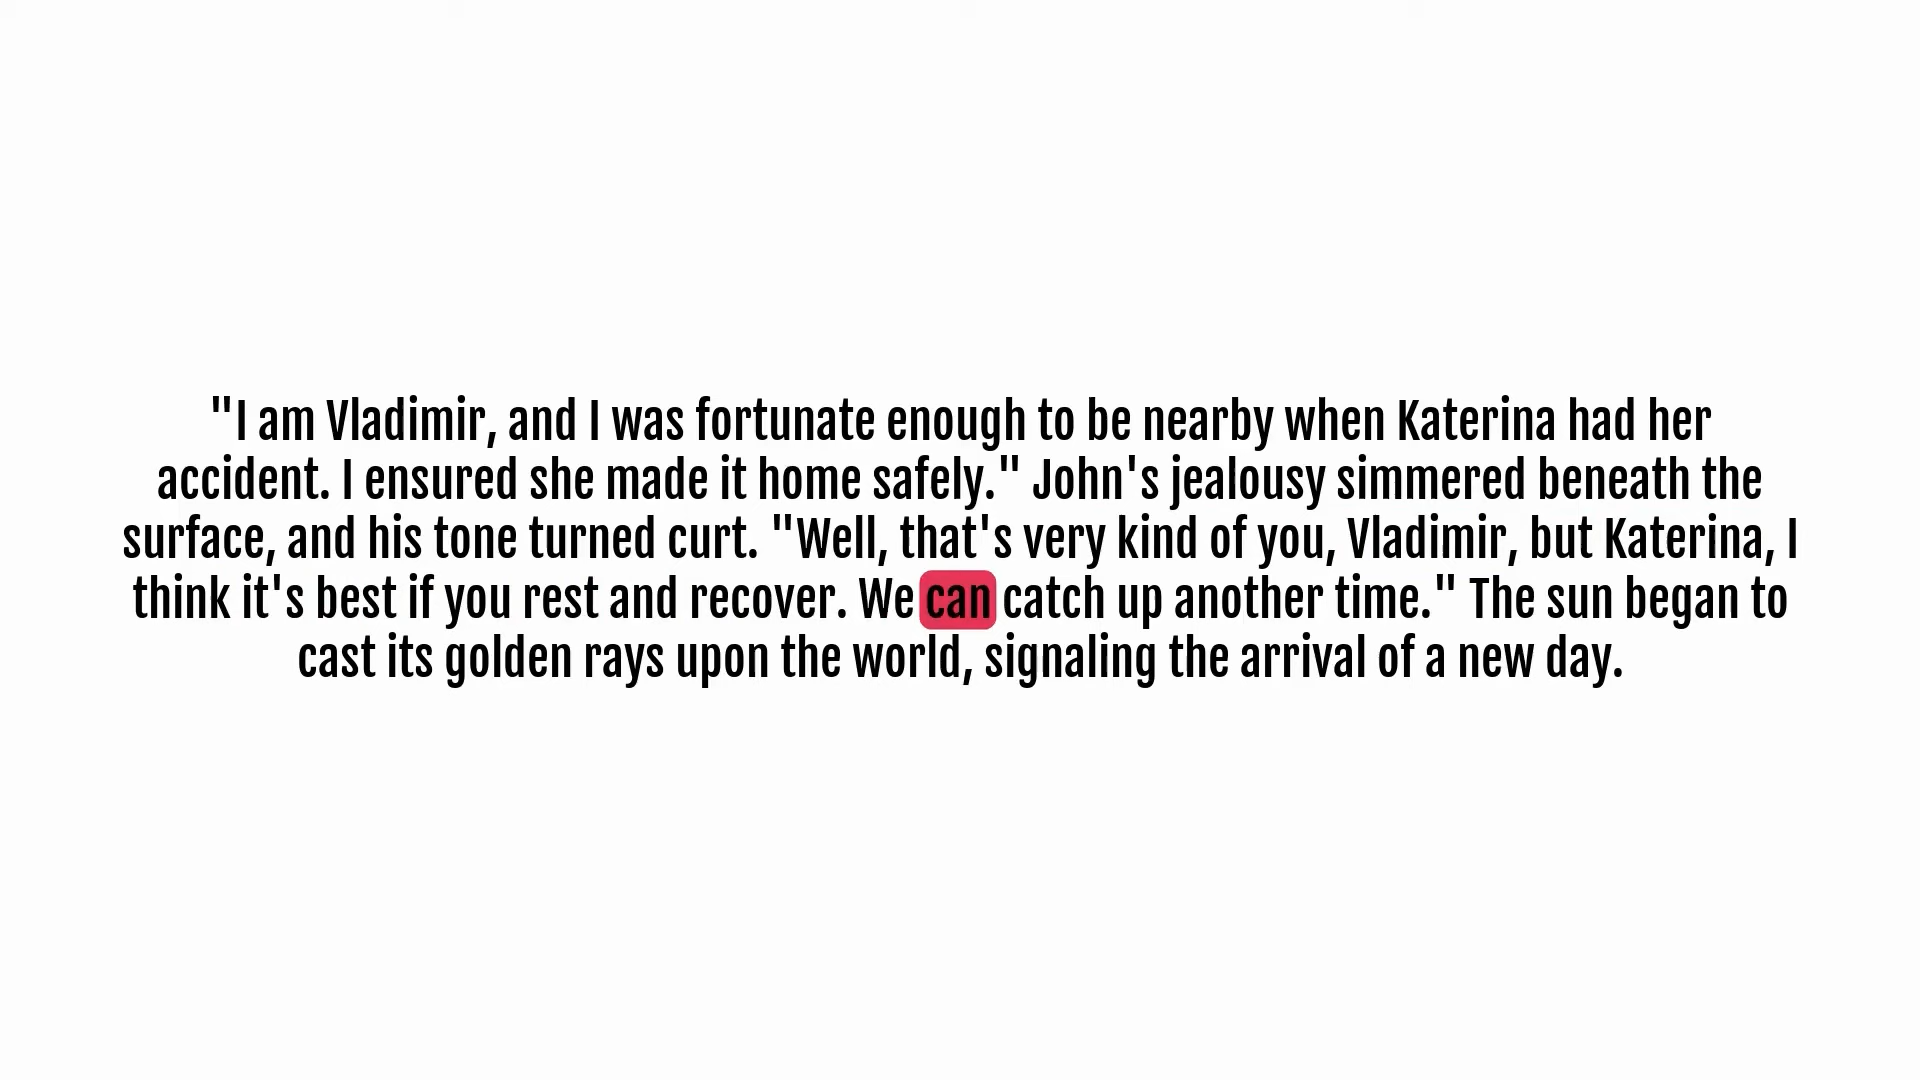 "I am Vladimir, and I was fortunate enough to be nearby when Katerina had her
accident. I ensured she made it home safely." John's jealousy simmered beneath the
surface, and his tone turned curt. "Well, that's very kind of you, Vladimir, but Katerina, I
think it's best if you rest and recover. We can catch up another time." The sun began to
cast its golden rays upon the world, signaling the arrival of a new day.